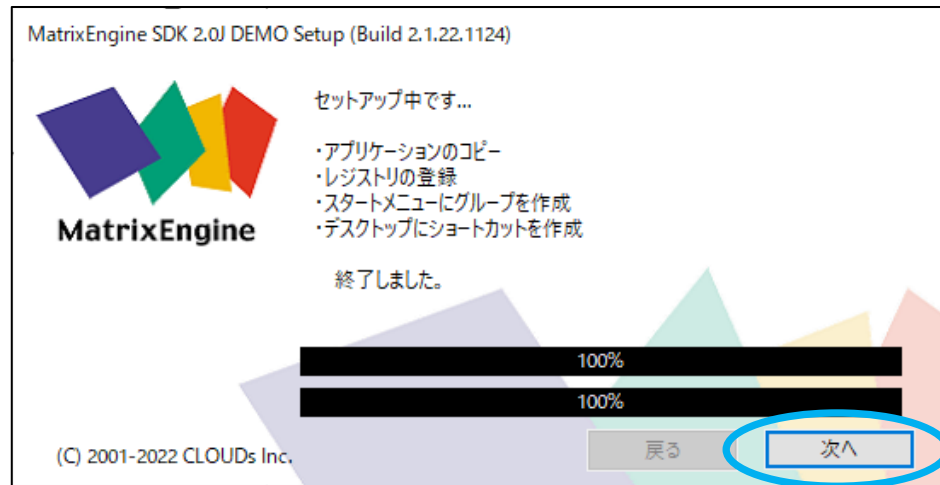 MatrixEngine SDK 2.0J DEMO Setup (Build 2.1.22.1124)
MatrixEngine
セットアップ中です...
・アプリケーションのコピー
・レジストリの登録
・スタートメニューにグループを作成
・デスクトップにショートカットを作成
終了しました。
100%
100%
(C) 2001-2022 CLOUDs Inc.
戻る
次へ